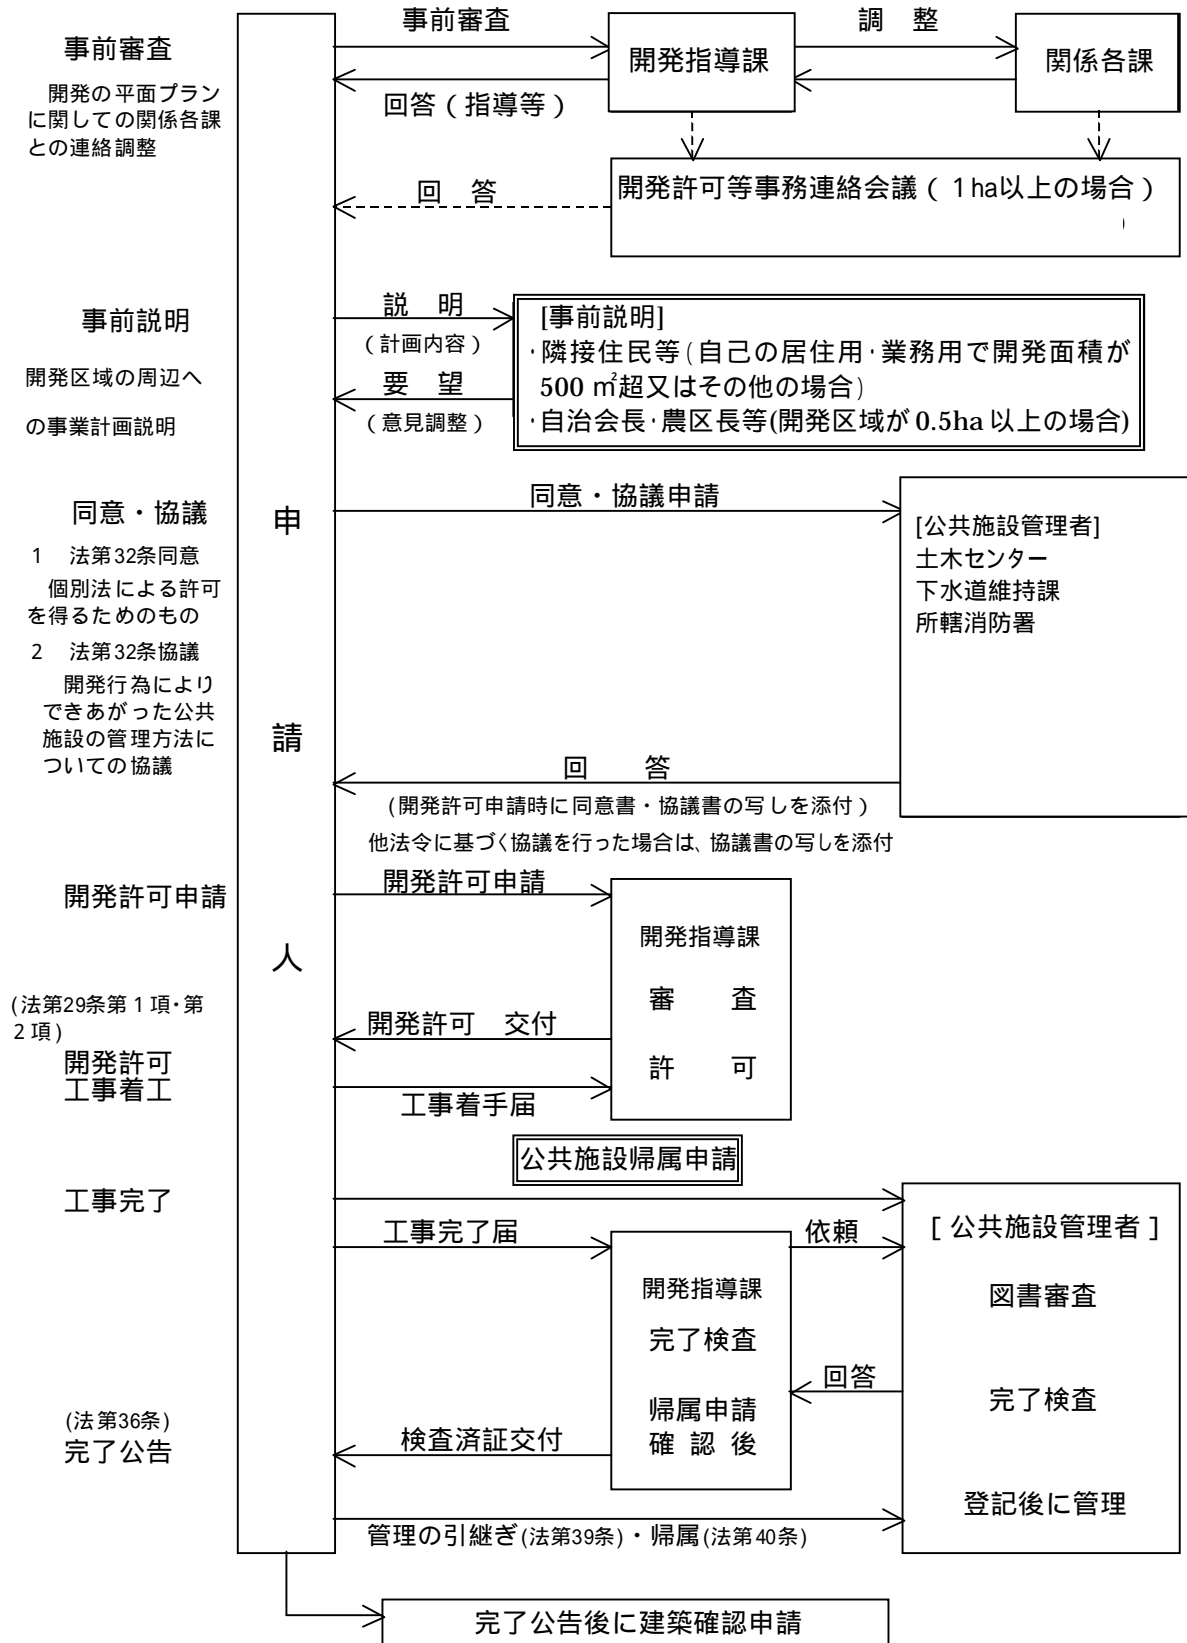 事前審査
調　整
事前審査
開発指導課
関係各課
開発の平面プラン
に関しての関係各課
との連絡調整
回答（指導等）
回　答
開発許可等事務連絡会議（１ha以上の場合）
）
事前説明
開発区域の周辺へ
の事業計画説明
説　明
（計画内容）
要　望
（意見調整）
[事前説明]
・隣接住民等(自己の居住用・業務用で開発面積が
500 ㎡超又はその他の場合)
・自治会長・農区長等(開発区域が 0.5ha 以上の場合)
同意・協議
1　法第32条同意
個別法による許可
を得るためのもの
2　法第32条協議
開発行為により
できあがった公共
施設の管理方法に
ついての協議
申
請
人
同意・協議申請
[公共施設管理者]
土木センター
下水道維持課
所轄消防署
回　答
（開発許可申請時に同意書・協議書の写しを添付）
他法令に基づく協議を行った場合は、協議書の写しを添付
開発許可申請
開発許可申請
開発指導課
審　査
許　可
(法第29条第１項・第
２項)
開発許可　交付
開発許可
工事着工
工事着手届
公共施設帰属申請
工事完了
工事完了届
依頼
開発指導課
完了検査
帰属申請
確 認 後
回答
[ 公共施設管理者 ]
図書審査
完了検査
登記後に管理
(法第36条)
完了公告
検査済証交付
管理の引継ぎ(法第39条)・帰属(法第40条)
完了公告後に建築確認申請